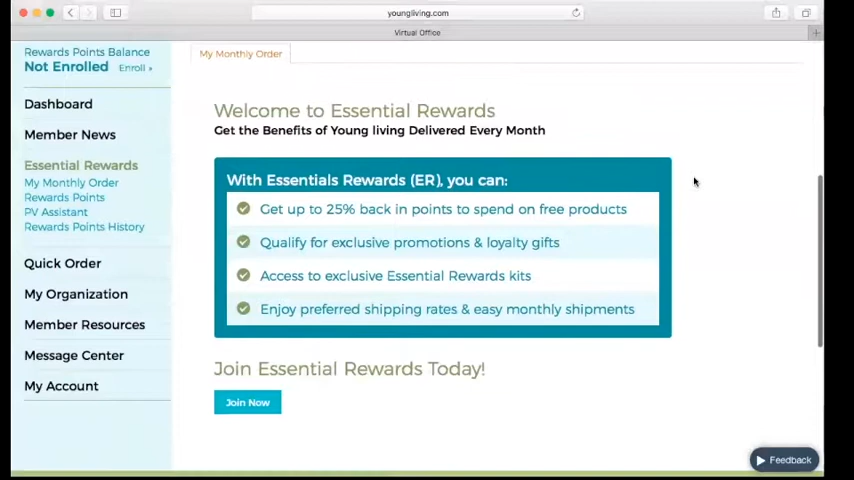 youngliving.com
Virtual Office
Rewards Points Balance
Not Enrolled Enroll »
Dashboard
Member News
Essential Rewards
My Monthly Order
Rewards Points
PV Assistant
Rewards Points History
Quick Order
My Organization
Member Resources
Message Center
My Account
My Monthly Order
Welcome to Essential Rewards
Get the Benefits of Young living Delivered Every Month
With Essentials Rewards (ER), you can:
Get up to 25% back in points to spend on free products
Qualify for exclusive promotions & loyalty gifts
Access to exclusive Essential Rewards kits
Enjoy preferred shipping rates & easy monthly shipments
Join Essential Rewards Today!
Join Now
Feedback